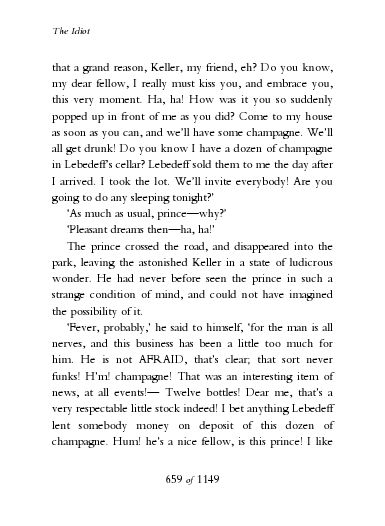 The Idiot
that a grand reason, Keller, my friend, eh? Do you know,
my dear fellow, I really must kiss you, and embrace you,
this very moment. Ha, ha! How was it you so suddenly
popped up in front of me as you did? Come to my house
as soon as you can, and we'll have some champagne. We'll
all get drunk! Do you know I have a dozen of champagne
in Lebedeff's cellar? Lebedeff sold them to me the day after
I arrived. I took the lot. We'll invite everybody! Are you
going to do any sleeping tonight?'
'As much as usual, prince—why?'
'Pleasant dreams then—ha, ha!'
The prince crossed the road, and disappeared into the
park, leaving the astonished Keller in a state of ludicrous
wonder. He had never before seen the prince in such a
strange condition of mind, and could not have imagined
the possibility of it.
'Fever, probably,' he said to himself, 'for the man is all
nerves, and this business has been a little too much for
him. He is not AFRAID, that's clear; that sort never
funks! H'm! champagne! That was an interesting item of
news, at all events!— Twelve bottles! Dear me, that's a
very respectable little stock indeed! I bet anything Lebedeff
lent somebody money on deposit of this dozen of
champagne. Hum! he's a nice fellow, is this prince! I like
659 of 1149